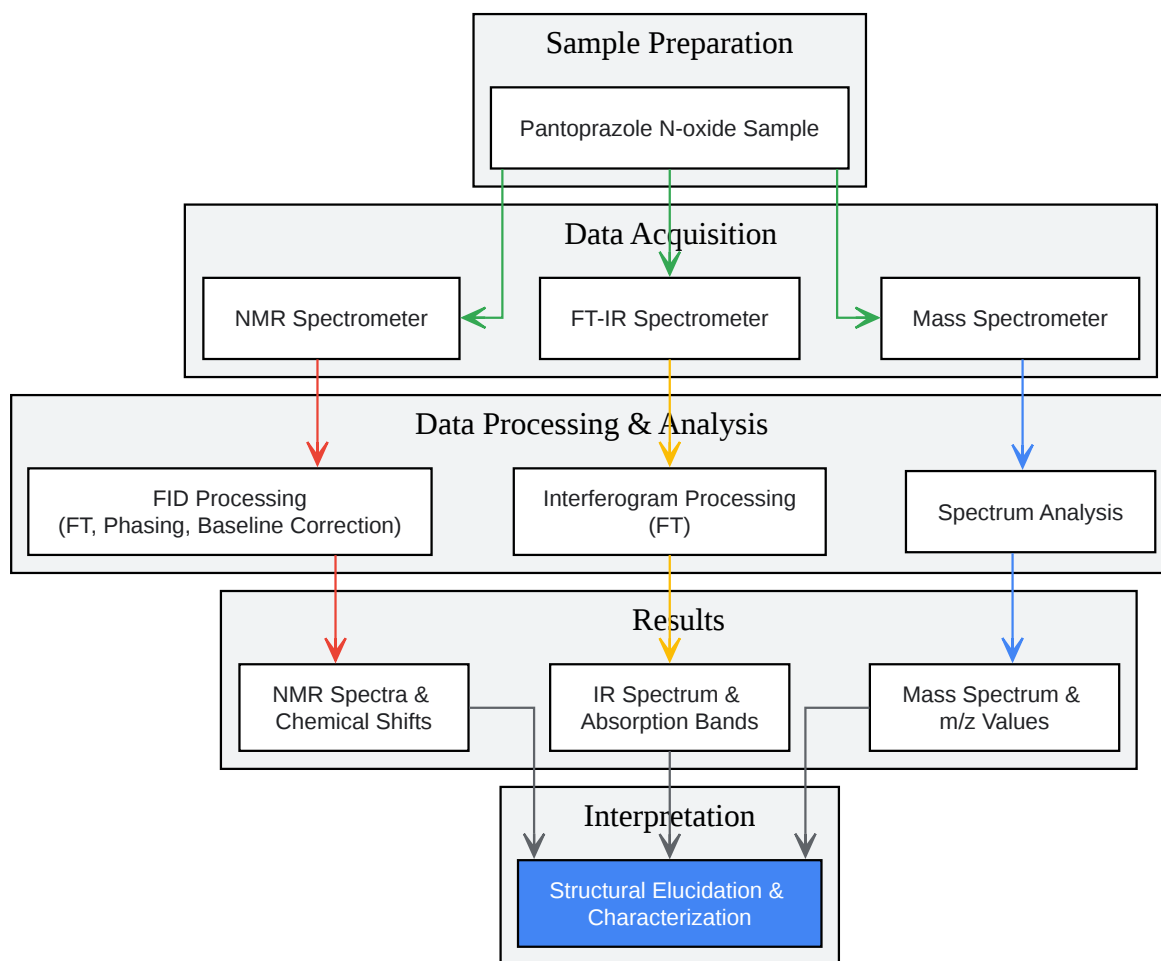 Sample Preparation
Pantoprazole N-oxide Sample
Data Acquisition
NMR Spectrometer
FT-IR Spectrometer
Mass Spectrometer
Data Processing & Analysis
FID Processing
(FT, Phasing, Baseline Correction)
Interferogram Processing
(FT)
Spectrum Analysis
Results
NMR Spectra &
Chemical Shifts
IR Spectrum &
Absorption Bands
Mass Spectrum &
m/z Values
Interpretation
Structural Elucidation &
Characterization